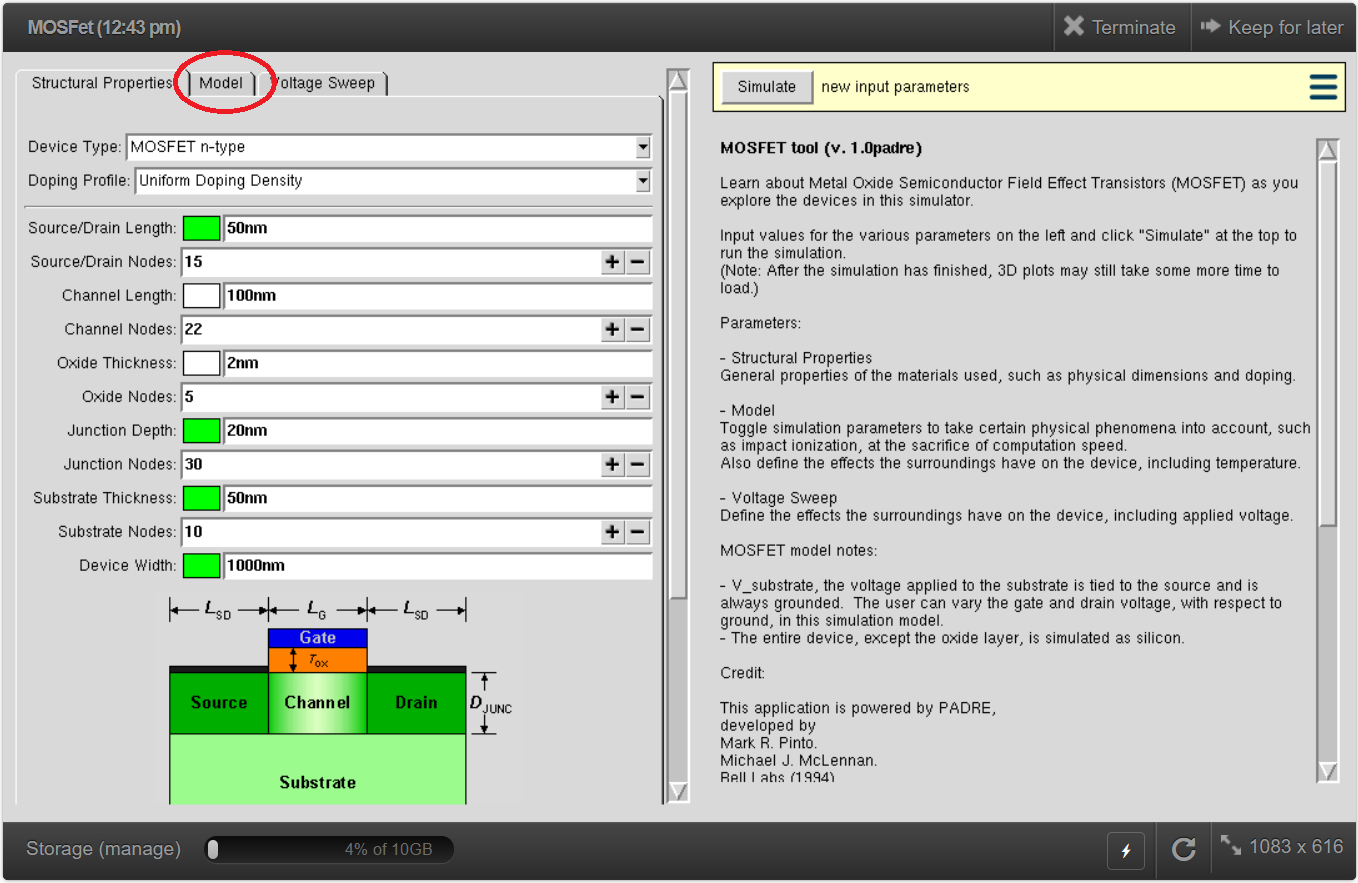 MOSFet (12:43 pm)
Terminate
Keep for later
Structural Properties
Model
Voltage Sweep
Device Type: MOSFET n-type
Doping Profile: Uniform Doping Density
Source/Drain Length: 50nm
Source/Drain Nodes: 15
Channel Length: 100nm
Channel Nodes: 22
Oxide Thickness: 2nm
Oxide Nodes: 5
Junction Depth: 20nm
Junction Nodes: 30
Substrate Thickness: 50nm
Substrate Nodes: 10
Device Width: 1000nm
LSD LG LSD
Gate
Tox
Source Channel Drain DJUNC
Substrate
Simulate new input parameters
MOSFET tool (v. 1.0padre)
Learn about Metal Oxide Semiconductor Field Effect Transistors (MOSFET) as you
explore the devices in this simulator.
Input values for the various parameters on the left and click "Simulate" at the top to
run the simulation.
(Note: After the simulation has finished, 3D plots may still take some more time to
load.)
Parameters:
- Structural Properties
General properties of the materials used, such as physical dimensions and doping.
- Model
Toggle simulation parameters to take certain physical phenomena into account, such
as impact ionization, at the sacrifice of computation speed.
Also define the effects the surroundings have on the device, including temperature.
- Voltage Sweep
Define the effects the surroundings have on the device, including applied voltage.
MOSFET model notes:
- V_substrate, the voltage applied to the substrate is tied to the source and is
always grounded. The user can vary the gate and drain voltage, with respect to
ground, in this simulation model.
- The entire device, except the oxide layer, is simulated as silicon.
Credit:
This application is powered by PADRE,
developed by
Mark R. Pinto.
Michael J. McLennan.
Bell Labs (1994)
Storage (manage)
4% of 10GB
1083 x 616